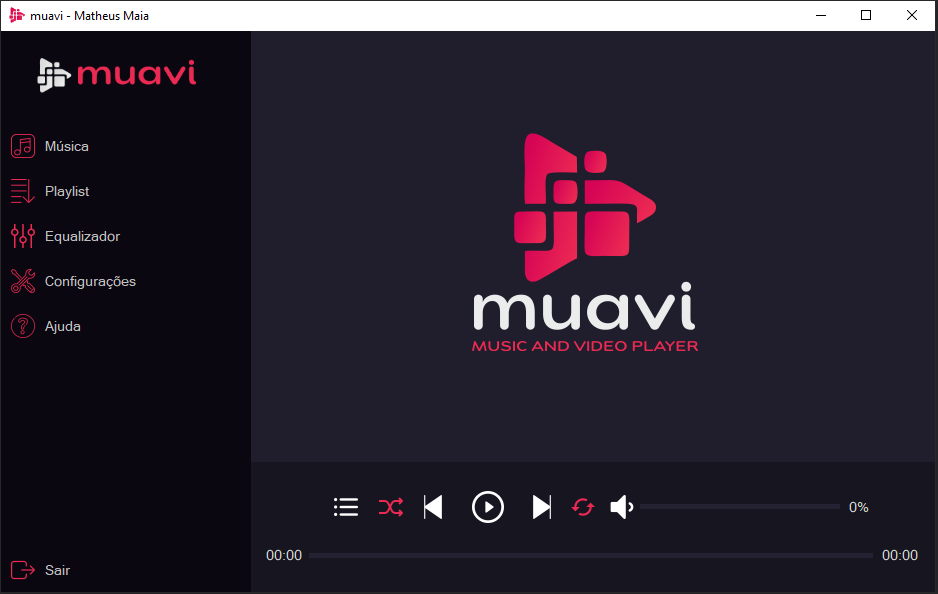 muavi - Matheus Maia
muavi
Música
Playlist
Equalizador
Configurações
Ajuda
Sair
muavi
MUSIC AND VIDEO PLAYER
0%
00:00
00:00